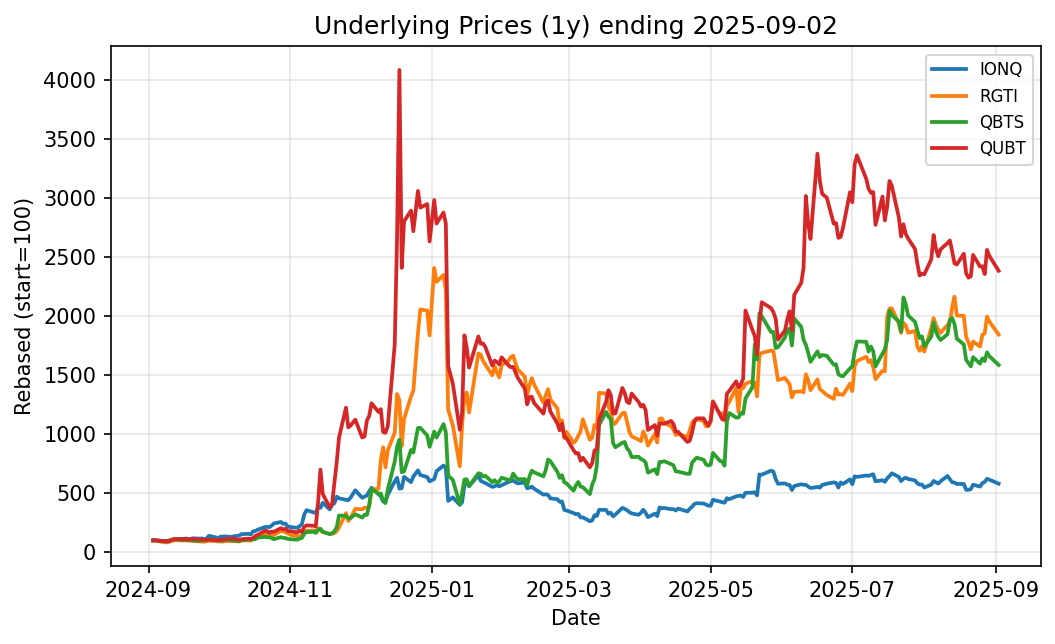 Underlying Prices (1y) ending 2025-09-02
Rebased (start=100)
4000
3500
3000
2500
2000
1500
1000
500
0
IONQ
RGTI
QBTS
QUBT
2024-09
2024-11
2025-01
2025-03
2025-05
2025-07
2025-09
Date